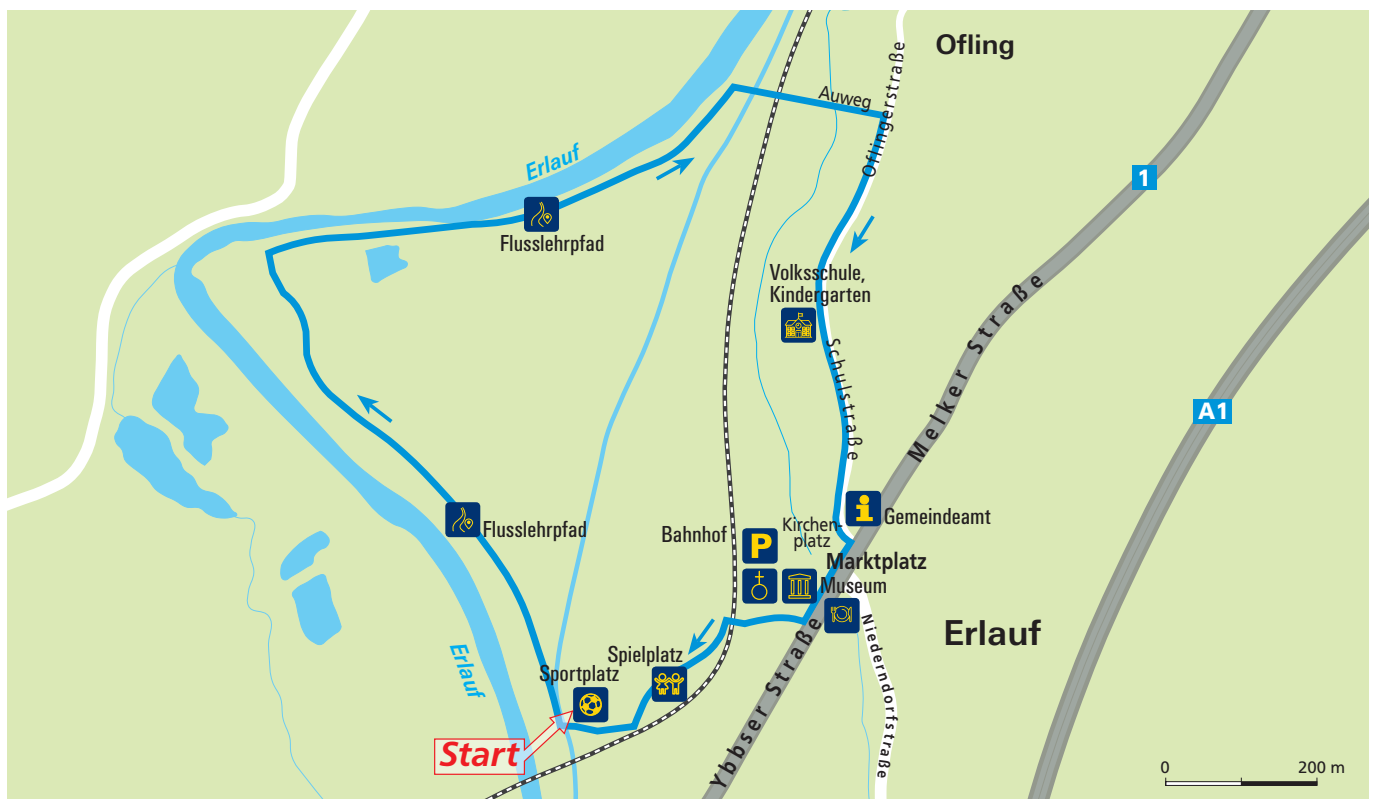 Ofling
Auweg
Oflingerstraße
Erlauf
1
Flusslehrpfad
Volksschule,
Kindergarten
Melker Straße
Schulstraße
A1
Flusslehrpfad
Gemeindeamt
Bahnhof
P
Kirchen-
platz
Marktplatz
Museum
Erlauf
Niederndorfstraße
Spielplatz
Sportplatz
Erlauf
Ybbser Straße
Start
0 200 m